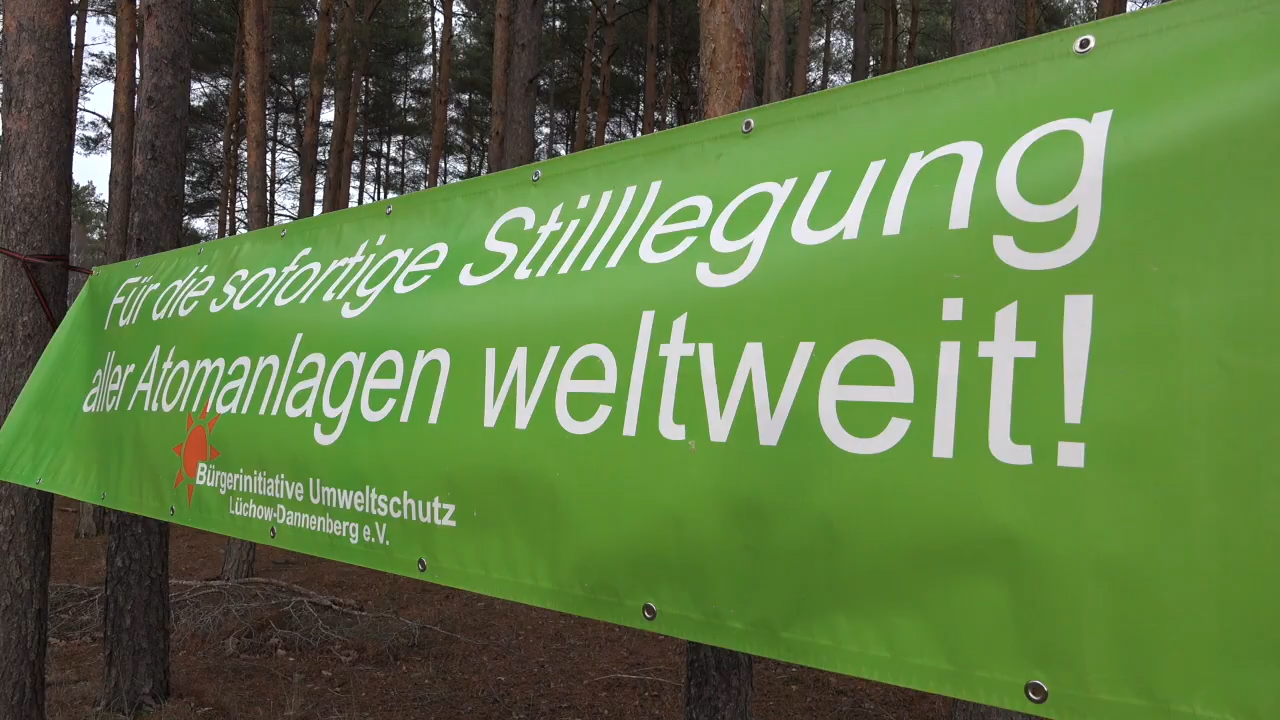 Für die sofortige Stilllegung
aller Atomanlagen weltweit!
Bürgerinitiative Umweltschutz
Lüchow-Dannenberg e.V.